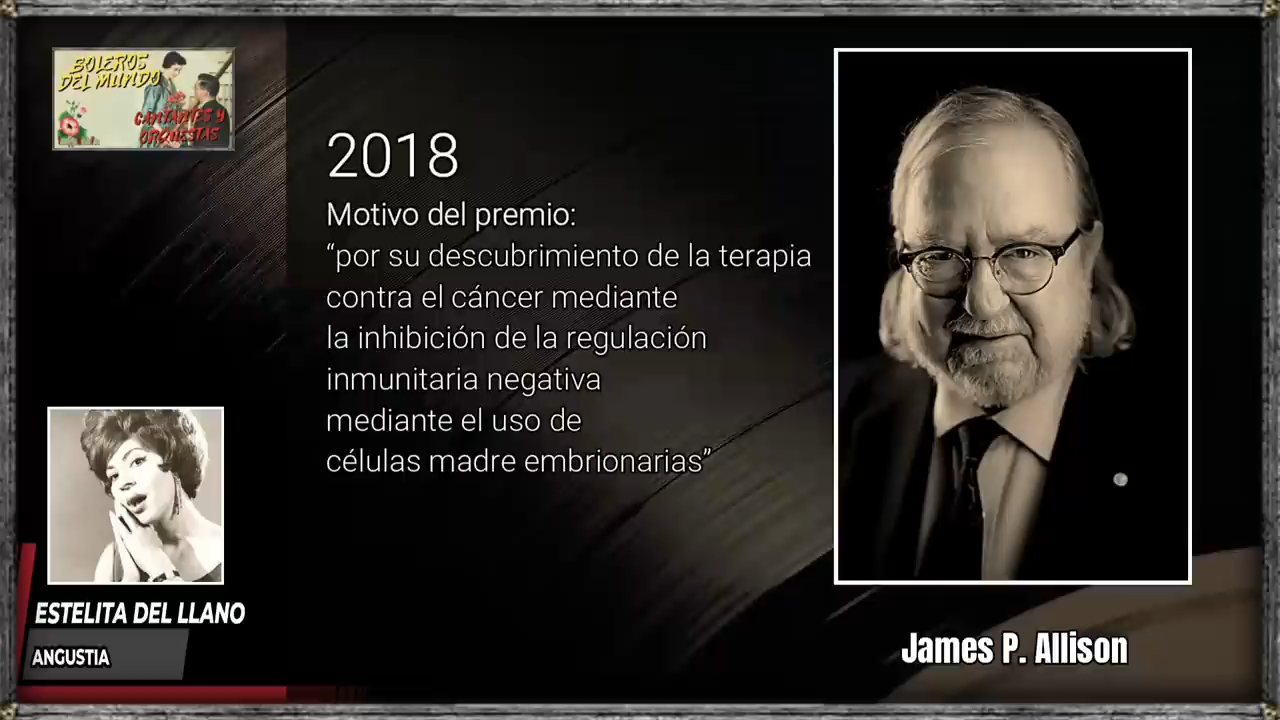 BOLEROS
DEL MUNDO
CANTANTES Y
ORQUESTAS
2018
Motivo del premio:
“por su descubrimiento de la terapia
contra el cáncer mediante
la inhibición de la regulación
inmunitaria negativa
mediante el uso de
células madre embrionarias”
ESTELITA DEL LLANO
ANGUSTIA
James P. Allison